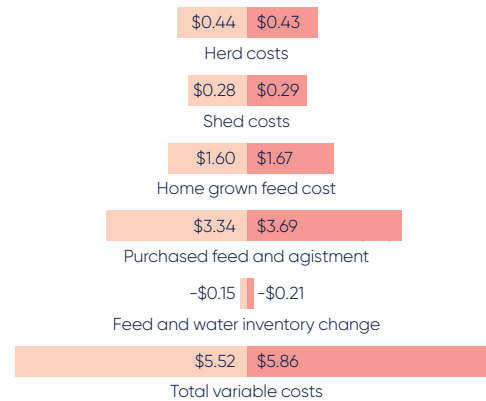 $0.44 $0.43
Herd costs
$0.28 $0.29
Shed costs
$1.60 $1.67
Home grown feed cost
$3.34 $3.69
Purchased feed and agistment
-$0.15 -$0.21
Feed and water inventory change
$5.52 $5.86
Total variable costs